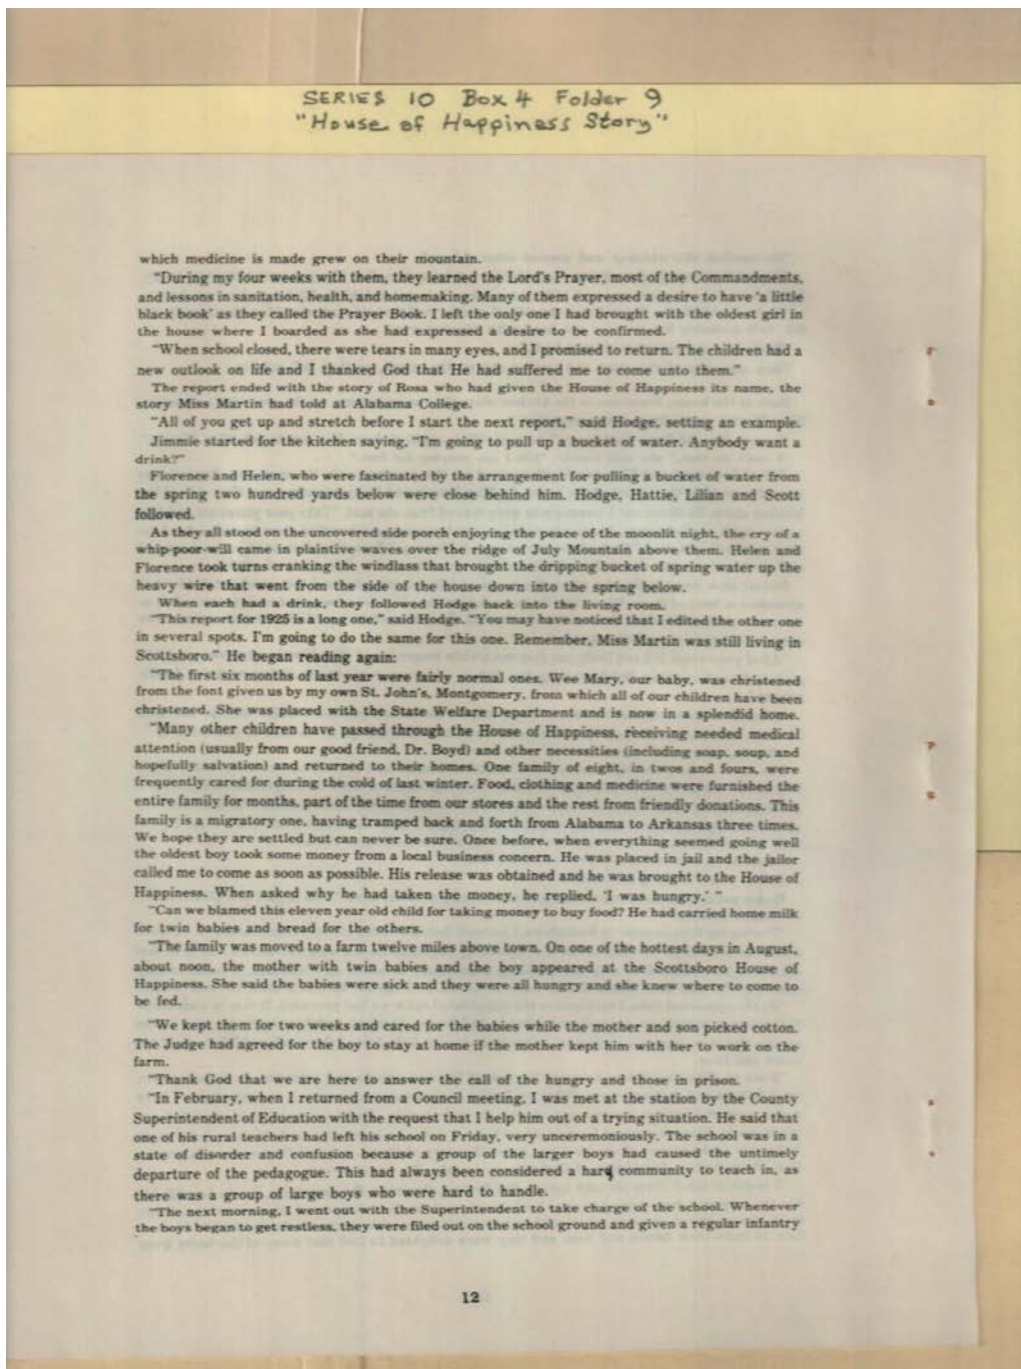 SERIES 10 Box 4 Folder 9
"House of Happiness Story"
which medicine is made grew on their mountain.
"During my four weeks with them, they learned the Lord's Prayer, most of the Commandments,
and lessons in sanitation, health, and homemaking. Many of them expressed a desire to have 'a little
black book' as they called the Prayer Book. I left the only one I had brought with the oldest girl in
the house where I boarded as she had expressed a desire to be confirmed.
"When school closed, there were tears in many eyes, and I promised to return. The children had a
new outlook on life and I thanked God that He had suffered me to come unto them."
The report ended with the story of Rosa who had given the House of Happiness its name, the
story Miss Martin had told at Alabama College.
"All of you get up and stretch before I start the next report," said Hodge, setting an example.
Jimmie started for the kitchen saying, "I'm going to pull up a bucket of water. Anybody want a
drink?"
Florence and Helen, who were fascinated by the arrangement for pulling a bucket of water from
the spring two hundred yards below were close behind him. Hodge, Hattie, Lilian and Scott
followed.
As they all stood on the uncovered side porch enjoying the peace of the moonlit night, the cry of a
whip-poor-will came in plaintive waves over the ridge of July Mountain above them. Helen and
Florence took turns cranking the windlass that brought the dripping bucket of spring water up the
heavy wire that went from the side of the house down into the spring below.
When each had a drink, they followed Hodge back into the living room.
"This report for 1925 is a long one," said Hodge. "You may have noticed that I edited the other one
in several spots. I'm going to do the same for this one. Remember, Miss Martin was still living in
Scottsboro." He began reading again:
"The first six months of last year were fairly normal ones. Wee Mary, our baby, was christened
from the font given us by my own St. John's, Montgomery, from which all of our children have been
christened. She was placed with the State Welfare Department and is now in a splendid home.
"Many other children have passed through the House of Happiness, receiving needed medical
attention (usually from our good friend, Dr. Boyd) and other necessities (including soap, soup, and
hopefully salvation) and returned to their homes. One family of eight, in twos and fours, were
frequently cared for during the cold of last winter. Food, clothing and medicine were furnished the
entire family for months, part of the time from our stores and the rest from friendly donations. This
family is a migratory one, having tramped back and forth from Alabama to Arkansas three times.
We hope they are settled but can never be sure. Once before, when everything seemed going well
the oldest boy took some money from a local business concern. He was placed in jail and the jailor
called me to come as soon as possible. His release was obtained and he was brought to the House of
Happiness. When asked why he had taken the money, he replied, 'I was hungry.' "
"Can we blamed this eleven year old child for taking money to buy food? He had carried home milk
for twin babies and bread for the others.
"The family was moved to a farm twelve miles above town. On one of the hottest days in August,
about noon, the mother with twin babies and the boy appeared at the Scottsboro House of
Happiness. She said the babies were sick and they were all hungry and she knew where to come to
be fed.
"We kept them for two weeks and cared for the babies while the mother and son picked cotton.
The Judge had agreed for the boy to stay at home if the mother kept him with her to work on the
farm.
"Thank God that we are here to answer the call of the hungry and those in prison.
"In February, when I returned from a Council meeting, I was met at the station by the County
Superintendent of Education with the request that I help him out of a trying situation. He said that
one of his rural teachers had left his school on Friday, very unceremoniously. The school was in a
state of disorder and confusion because a group of the larger boys had caused the untimely
departure of the pedagogue. This had always been considered a hard community to teach in, as
there was a group of large boys who were hard to handle.
"The next morning, I went out with the Superintendent to take charge of the school. Whenever
the boys began to get restless, they were filed out on the school ground and given a regular infantry
12